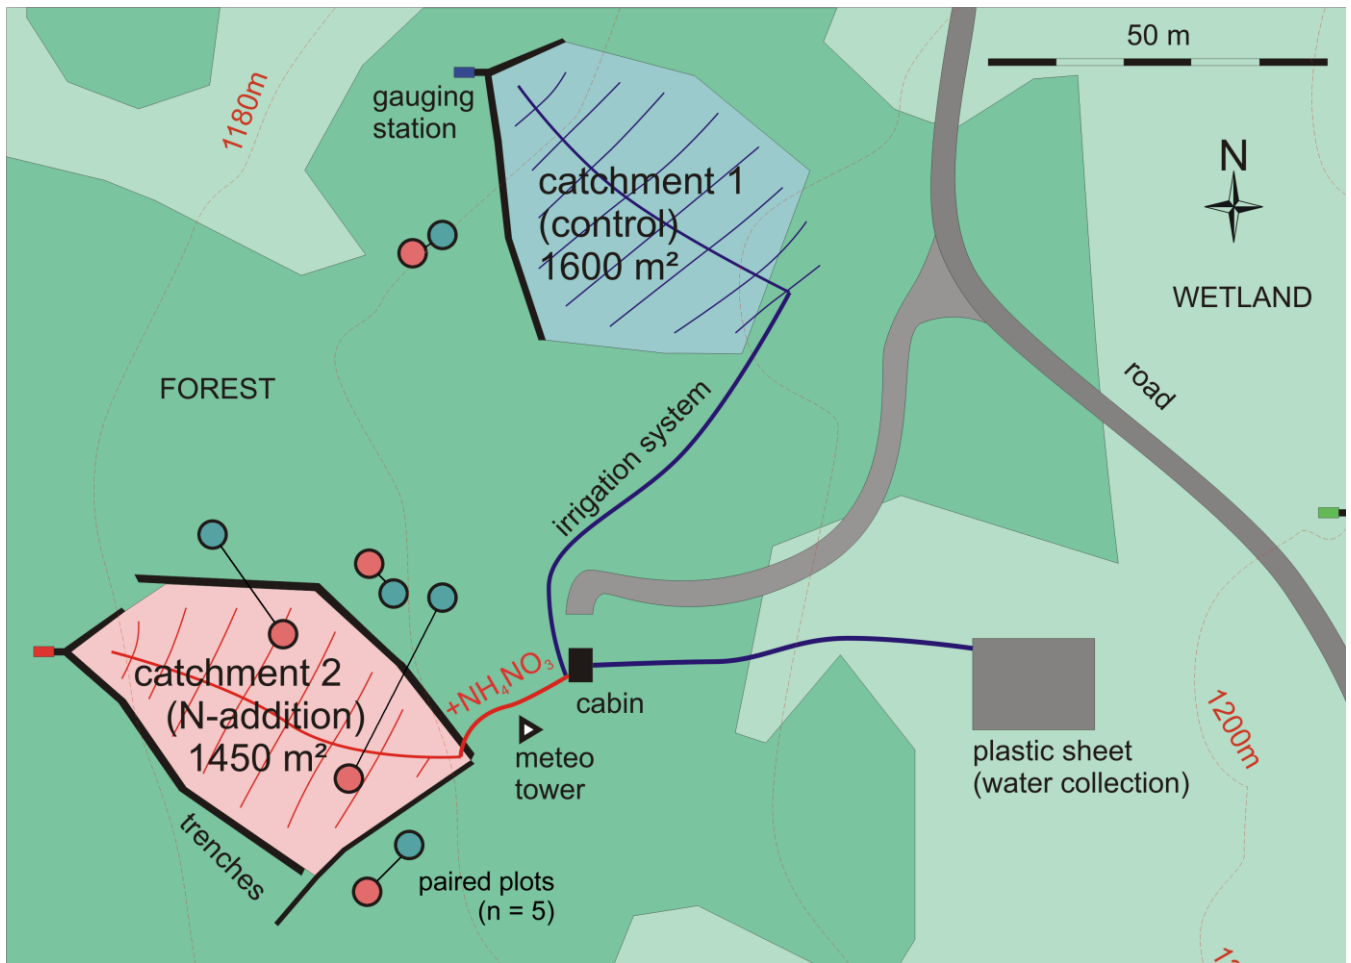 50 m
1180m
gauging
station
N
catchment 1
(control)
1600 m²
WETLAND
FOREST
road
irrigation system
+NH₄NO₃
catchment 2
(N-addition)
1450 m²
cabin
meteo
tower
plastic sheet
(water collection)
1200m
trenches
paired plots
(n = 5)